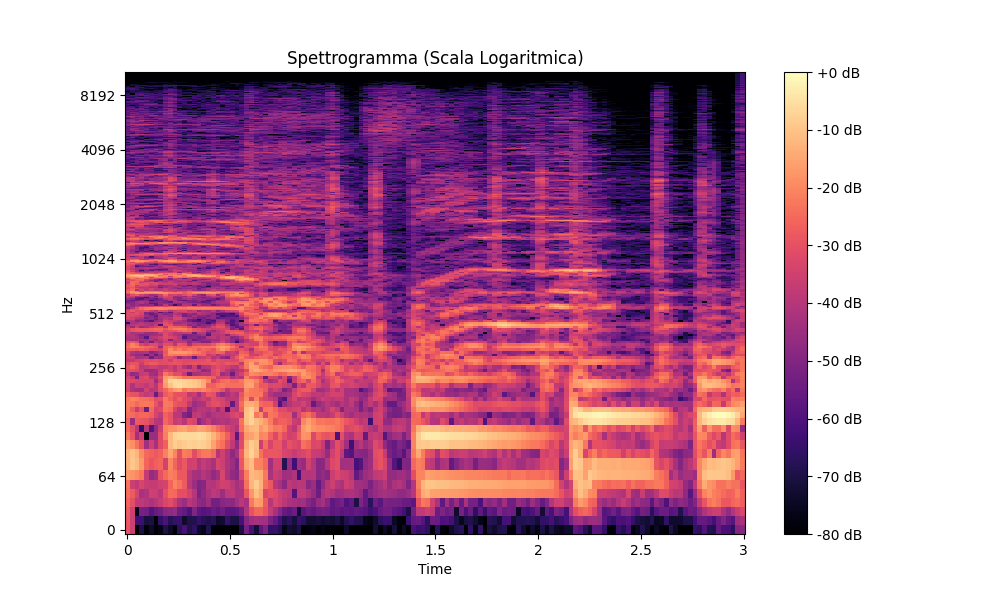 Spettrogramma (Scala Logaritmica)
Hz
8192
4096
2048
1024
512
256
128
64
0
0 0.5 1 1.5 2 2.5 3
Time
+0 dB
-10 dB
-20 dB
-30 dB
-40 dB
-50 dB
-60 dB
-70 dB
-80 dB